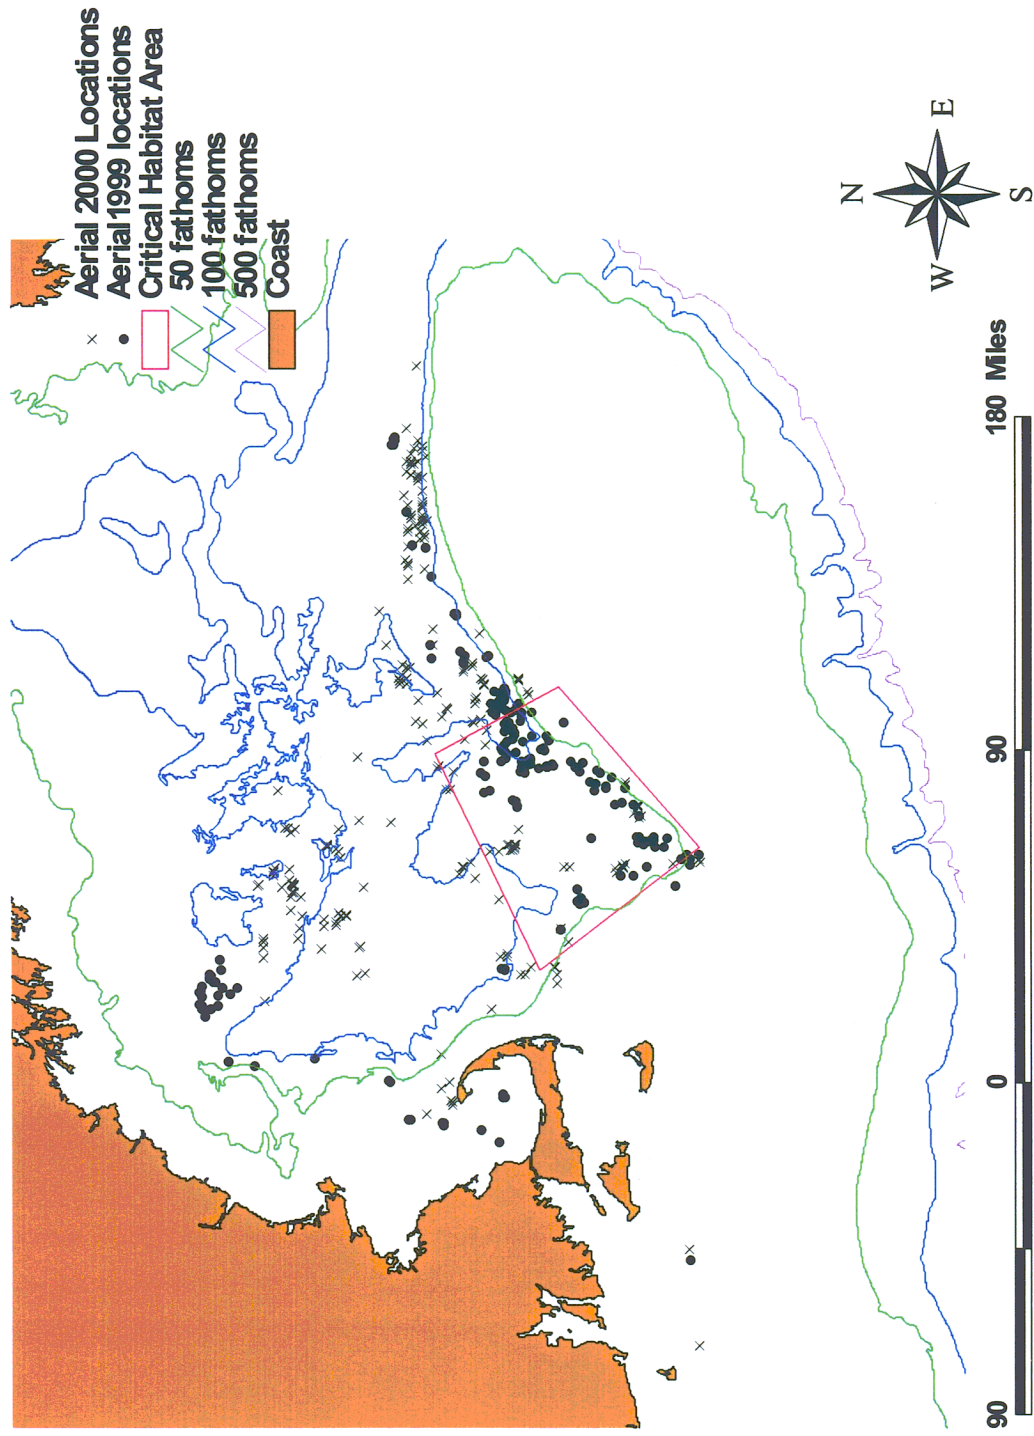 Aerial 2000 Locations
Aerial1999 locations
Critical Habitat Area
50 fathoms
100 fathoms
500 fathoms
Coast
N
W E
S
90 0 90 180 Miles